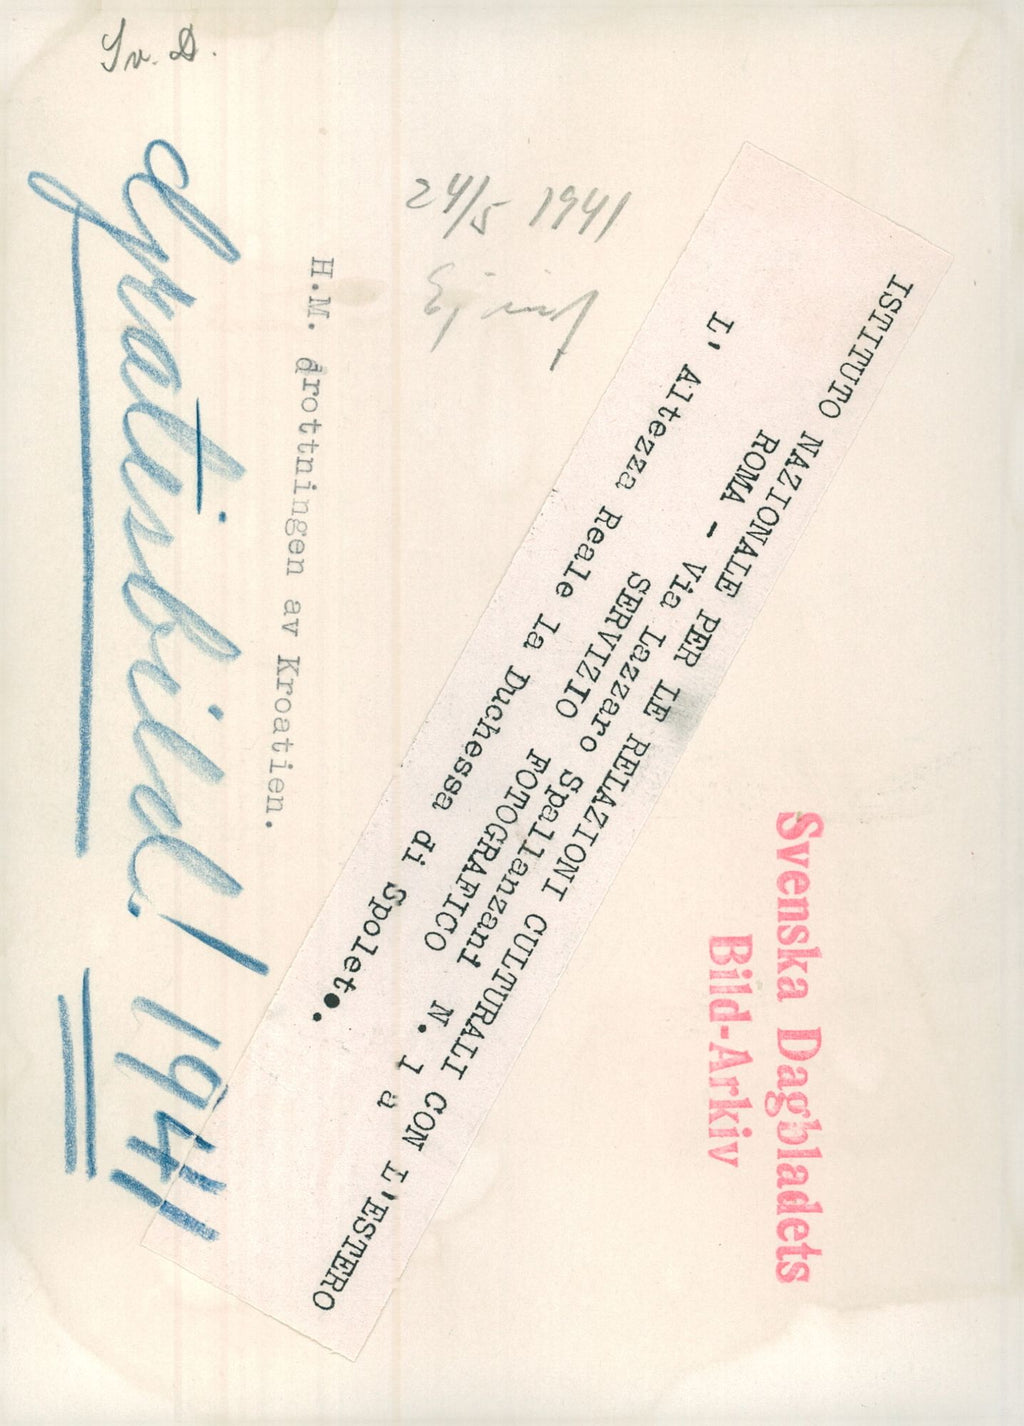 Sv. D.
Svenska Dagbladets
Bild-Arkiv
ISTITUTO NAZIONALE PER LE RELAZIONI CULTURALI CON L'ESTERO
ROMA - Via Lazzaro Spallanzani N. 1 a
SERVIZIO FOTOGRAFICO
L' Altezza Reale la Duchessa di Spoleto.
24/5 1941
H.M. drottningen av Kroatien.
Gratisbild! 1941